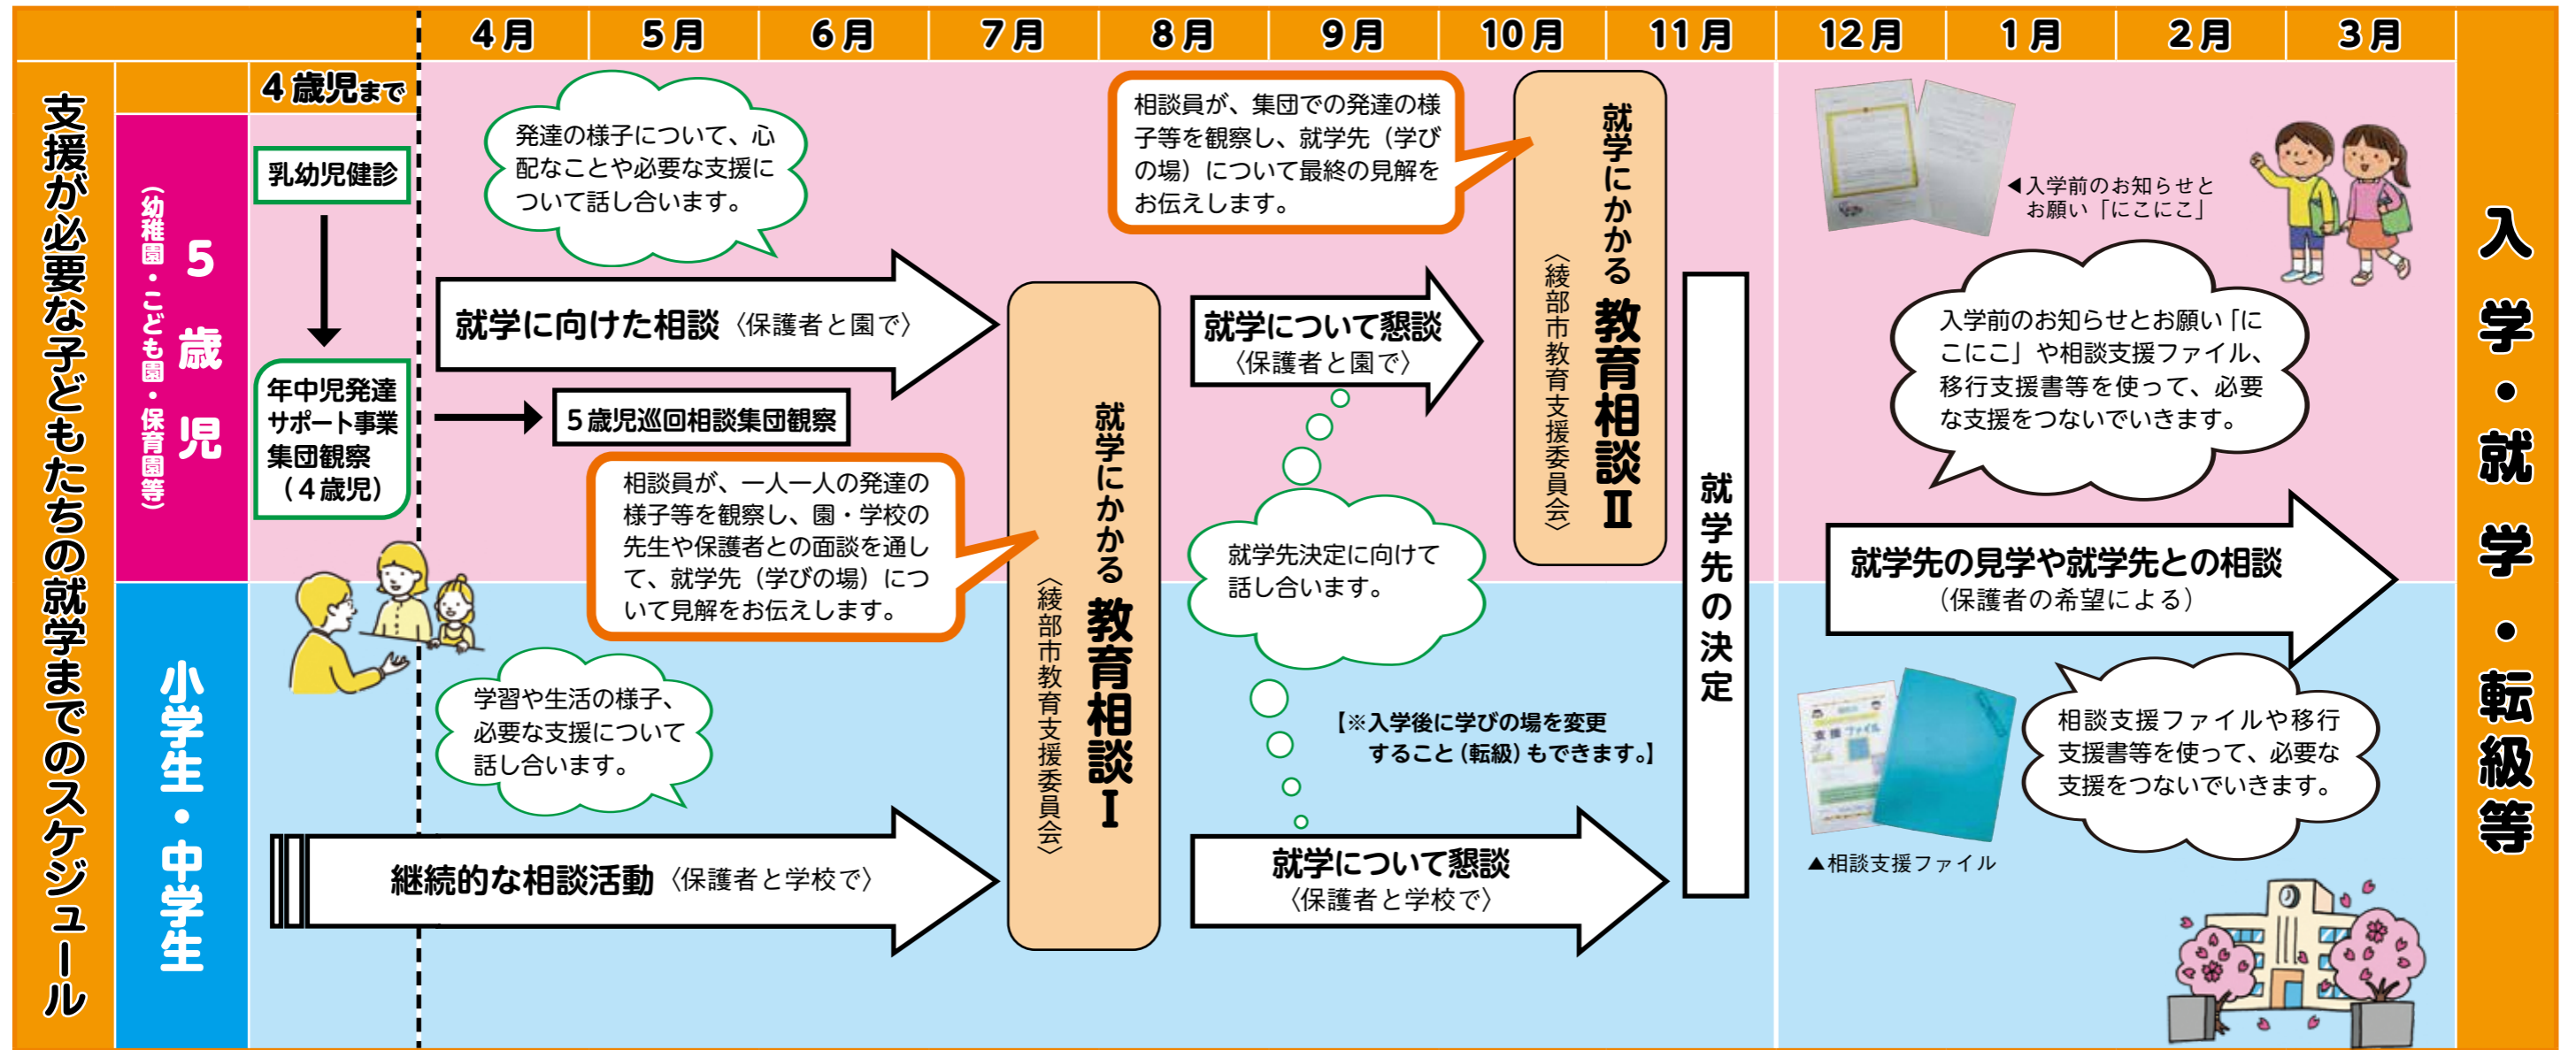 支援が必要な子どもたちの就学までのスケジュール
4月
5月
6月
7月
8月
9月
10月
11月
12月
1月
2月
3月
4歳児まで
5歳児
（幼稚園・こども園・保育園等）
乳幼児健診
年中児発達
サポート事業
集団観察
（4歳児）
発達の様子について、心
配なことや必要な支援に
ついて話し合います。
就学に向けた相談〈保護者と園で〉
5歳児巡回相談集団観察
相談員が、一人一人の発達の
様子等を観察し、園・学校の
先生や保護者との面談を通し
て、就学先（学びの場）につ
いて見解をお伝えします。
就学にかかる 教育相談Ⅰ
〈綾部市教育支援委員会〉
相談員が、集団での発達の様
子等を観察し、就学先（学び
の場）について最終の見解を
お伝えします。
就学について懇談
〈保護者と園で〉
就学先決定に向けて
話し合います。
就学にかかる 教育相談Ⅱ
〈綾部市教育支援委員会〉
就学先の決定
◀入学前のお知らせと
お願い「にこにこ」
入学前のお知らせとお願い「に
こにこ」や相談支援ファイル、
移行支援書等を使って、必要
な支援をつないでいきます。
就学先の見学や就学先との相談
（保護者の希望による）
小学生・中学生
学習や生活の様子、
必要な支援について
話し合います。
継続的な相談活動〈保護者と学校で〉
【※入学後に学びの場を変更
すること（転級）もできます。】
就学について懇談
〈保護者と学校で〉
支援ファイル
▲相談支援ファイル
相談支援ファイルや移行
支援書等を使って、必要な
支援をつないでいきます。
入学・就学・転級等